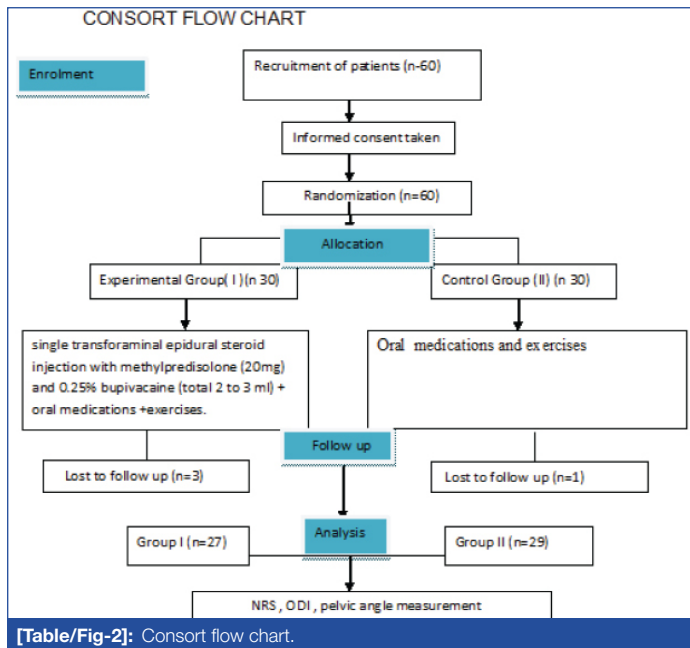 CONSORT FLOW CHART
Enrolment
Recruitment of patients (n-60)
Informed consent taken
Randomization (n=60)
Allocation
Experimental Group( I )(n 30)
Control Group (II) (n 30)
single transforaminal epidural steroid
injection with methylpredisolone (20mg)
and 0.25% bupivacaine (total 2 to 3 ml) +
oral medications +exercises.
Oral medications and exercises
Follow up
Lost to follow up (n=3)
Lost to follow up (n=1)
Analysis
Group I (n=27)
Group II (n=29)
NRS , ODI , pelvic angle measurement
[Table/Fig-2]: Consort flow chart.